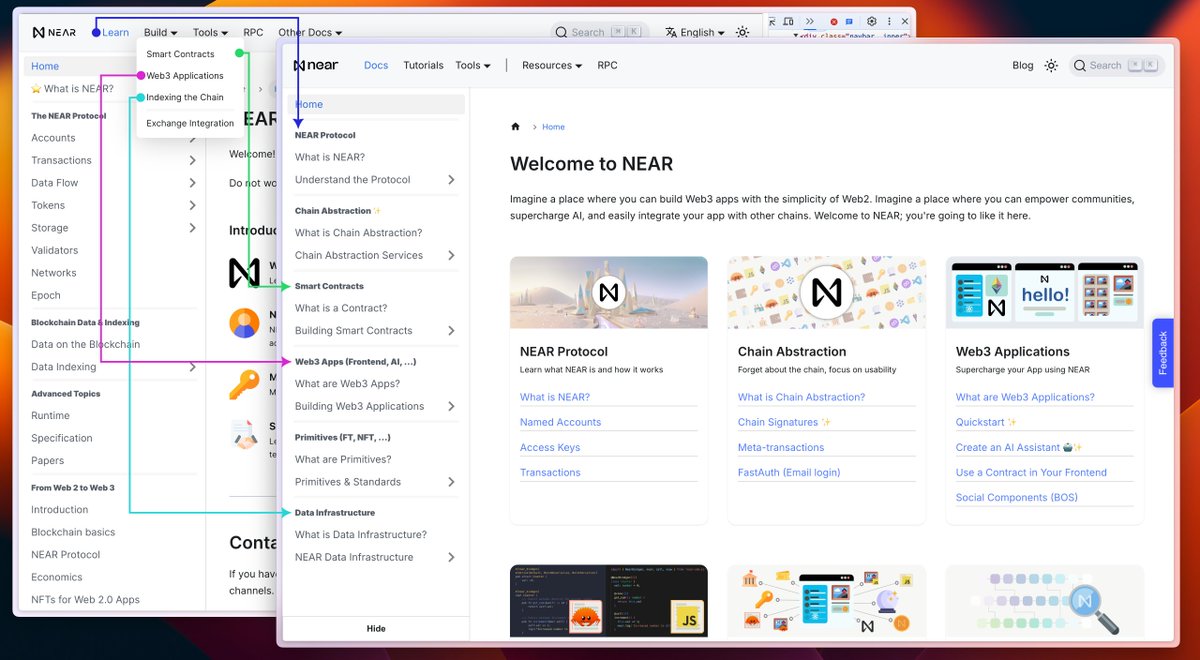 NEAR
Learn
Build
Tools
RPC
Other Docs
Search
⌘
K
English
<div class="navbar__inner">
Home
⭐ What is NEAR?
The NEAR Protocol
Accounts
Transactions
Data Flow
Tokens
Storage
Validators
Networks
Epoch
Blockchain Data & Indexing
Data on the Blockchain
Data Indexing
Advanced Topics
Runtime
Specification
Papers
From Web 2 to Web 3
Introduction
Blockchain basics
NEAR Protocol
Economics
NFTs for Web 2.0 Apps
Smart Contracts
Web3 Applications
Indexing the Chain
Exchange Integration
EAR
Welcome!
Do not wo
Introduc
Conta
If you have
channels.
near
Docs
Tutorials
Tools
Resources
RPC
Blog
Search
⌘
K
Home
NEAR Protocol
What is NEAR?
Understand the Protocol
Chain Abstraction ✨
What is Chain Abstraction?
Chain Abstraction Services
Smart Contracts
What is a Contract?
Building Smart Contracts
Web3 Apps (Frontend, AI, ...)
What are Web3 Apps?
Building Web3 Applications
Primitives (FT, NFT, ...)
What are Primitives?
Primitives & Standards
Data Infrastructure
What is Data Infrastructure?
NEAR Data Infrastructure
Hide
Home
Welcome to NEAR
Imagine a place where you can build Web3 apps with the simplicity of Web2. Imagine a place where you can empower communities,
supercharge AI, and easily integrate your app with other chains. Welcome to NEAR; you're going to like it here.
NEAR Protocol
Learn what NEAR is and how it works
What is NEAR?
Named Accounts
Access Keys
Transactions
Chain Abstraction
Forget about the chain, focus on usability
What is Chain Abstraction?
Chain Signatures ✨
Meta-transactions
FastAuth (Email login)
hello!
Web3 Applications
Supercharge your App using NEAR
What are Web3 Applications?
Quickstart ✨
Create an AI Assistant 🤖✨
Use a Contract in Your Frontend
Social Components (BOS)
JS
JS
Feedback